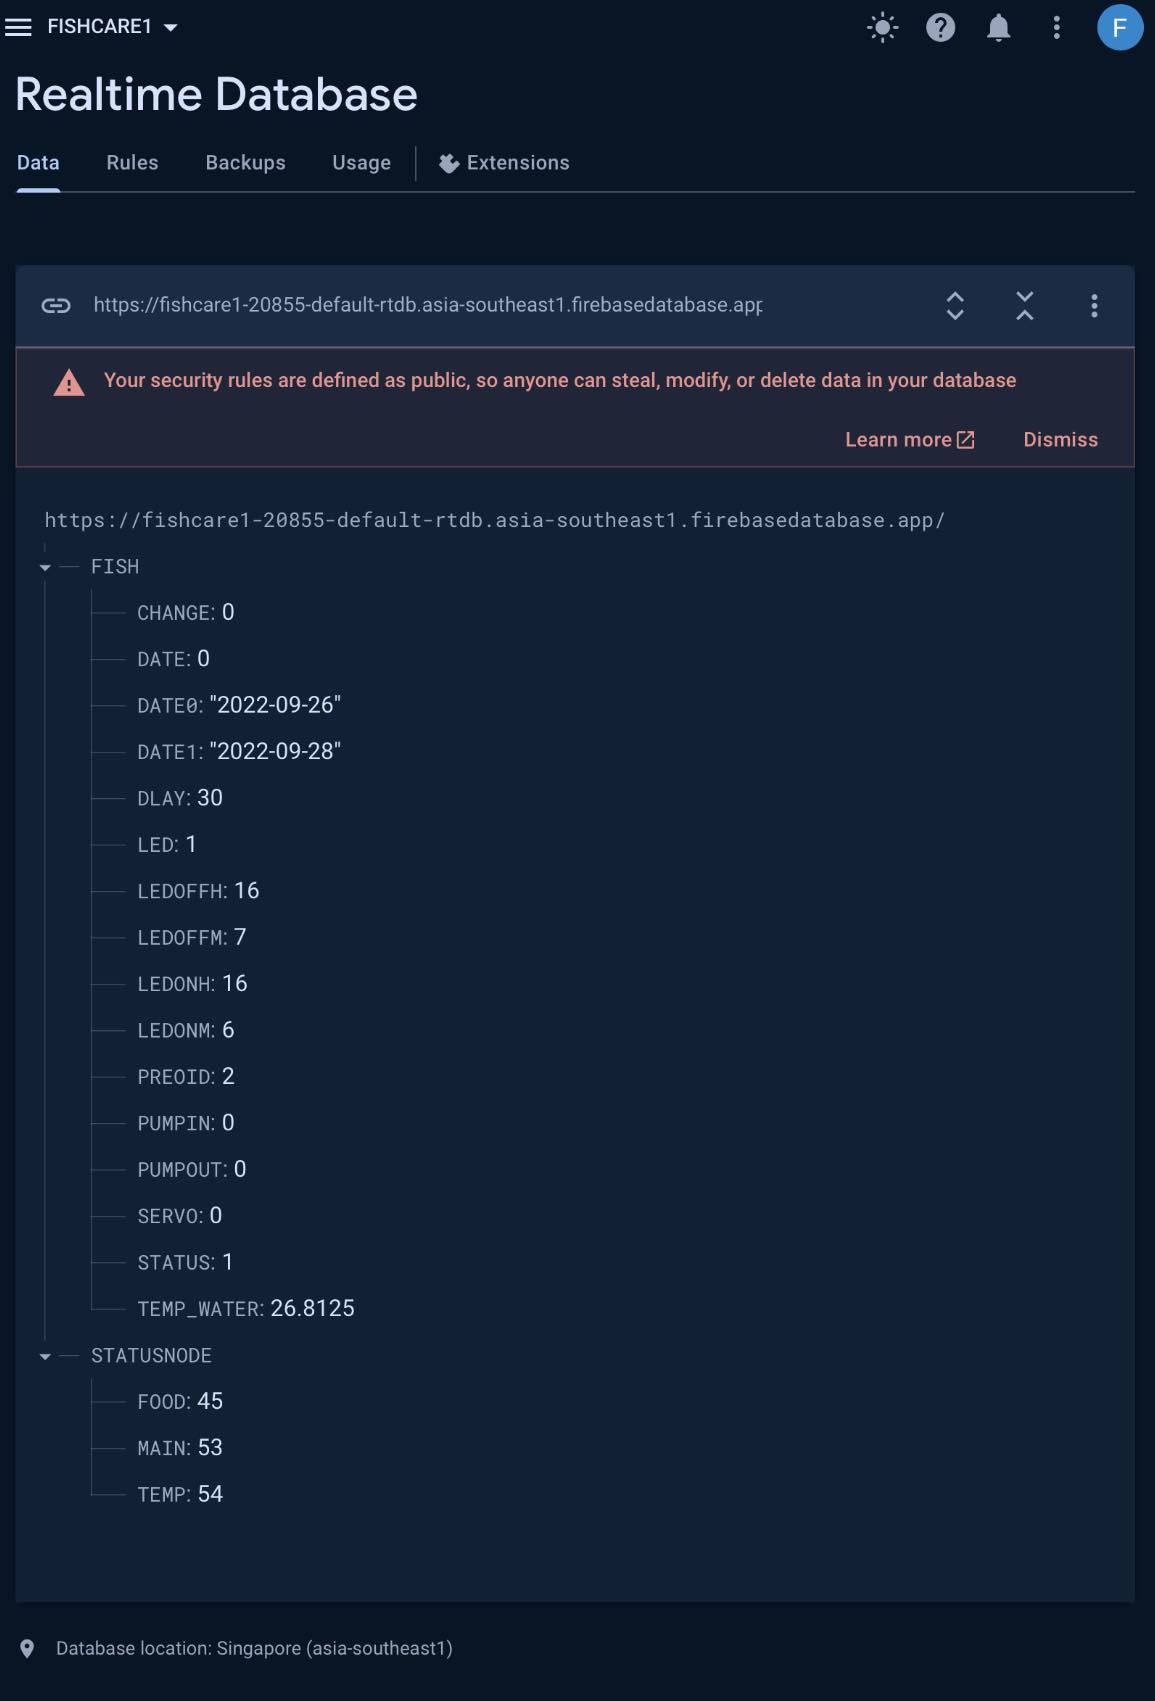 FISHCARE1
F
Realtime Database
Data Rules Backups Usage Extensions
https://fishcare1-20855-default-rtdb.asia-southeast1.firebasedatabase.app
Your security rules are defined as public, so anyone can steal, modify, or delete data in your database
Learn more Dismiss
https://fishcare1-20855-default-rtdb.asia-southeast1.firebasedatabase.app/
FISH
CHANGE: 0
DATE: 0
DATE0: "2022-09-26"
DATE1: "2022-09-28"
DLAY: 30
LED: 1
LEDOFFH: 16
LEDOFFM: 7
LEDONH: 16
LEDONM: 6
PREOID: 2
PUMPIN: 0
PUMPOUT: 0
SERVO: 0
STATUS: 1
TEMP_WATER: 26.8125
STATUSNODE
FOOD: 45
MAIN: 53
TEMP: 54
Database location: Singapore (asia-southeast1)